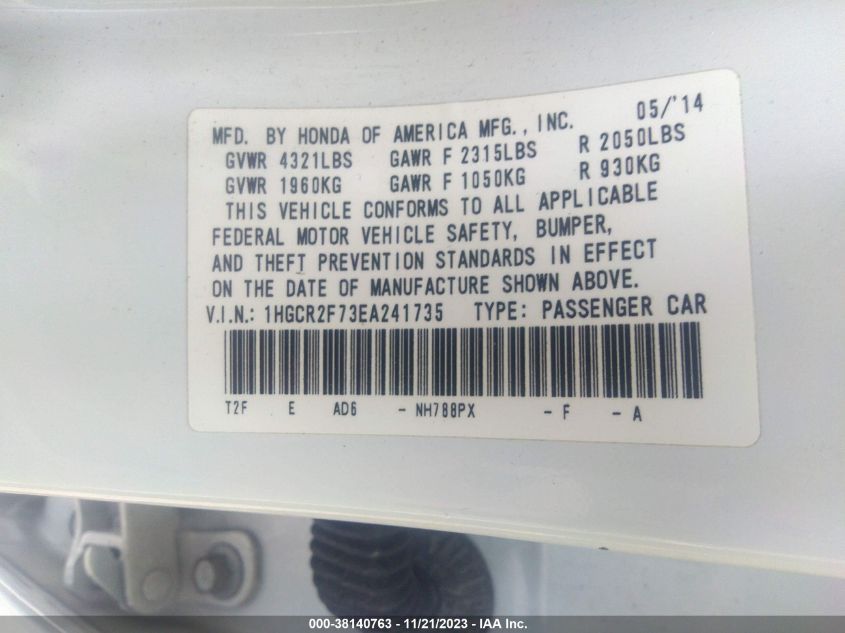 05/'14
MFD. BY HONDA OF AMERICA MFG., INC.
GVWR 4321LBS GAWR F 2315LBS R 2050LBS
GVWR 1960KG GAWR F 1050KG R 930KG
THIS VEHICLE CONFORMS TO ALL APPLICABLE
FEDERAL MOTOR VEHICLE SAFETY, BUMPER,
AND THEFT PREVENTION STANDARDS IN EFFECT
ON THE DATE OF MANUFACTURE SHOWN ABOVE.
V.I.N.: 1HGCR2F73EA241735 TYPE: PASSENGER CAR
T2F E AD6 - NH788PX - F - A
000-38140763 - 11/21/2023 - IAA Inc.